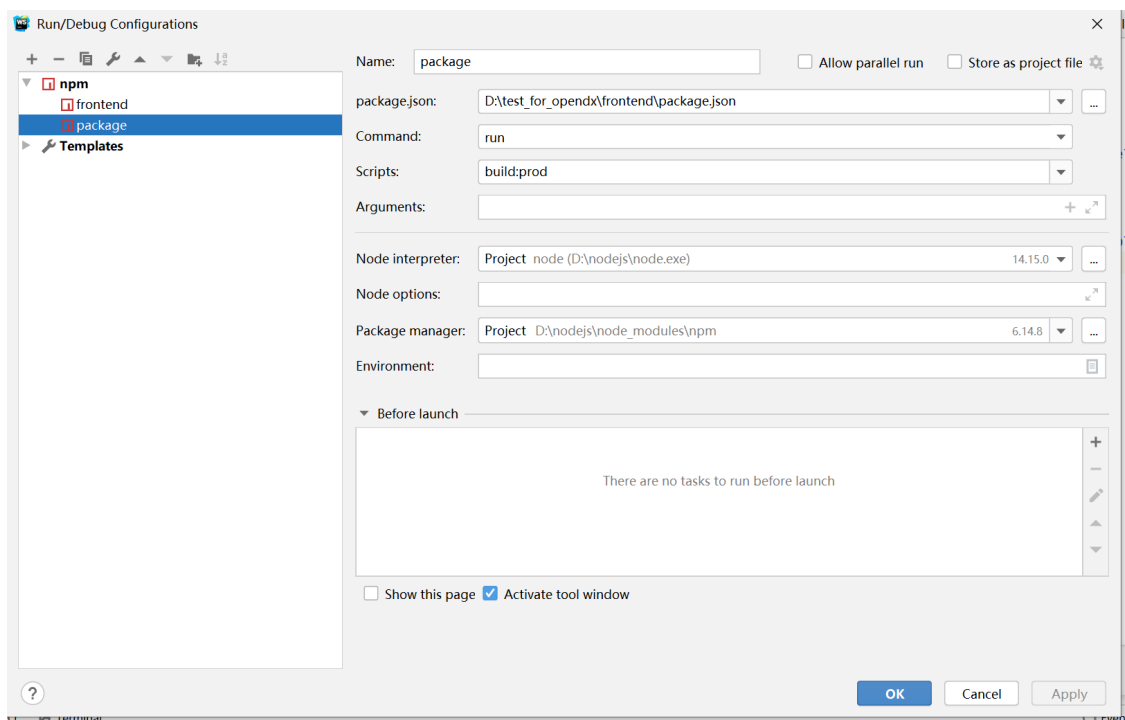 WS Run/Debug Configurations
Name: package Allow parallel run Store as project file
npm
frontend
package
Templates
package.json: D:\test_for_opendx\frontend\package.json ...
Command: run
Scripts: build:prod
Arguments:
Node interpreter: Project node (D:\nodejs\node.exe) 14.15.0 ...
Node options:
Package manager: Project D:\nodejs\node_modules\npm 6.14.8 ...
Environment:
Before launch
There are no tasks to run before launch
Show this page Activate tool window
? OK Cancel Apply